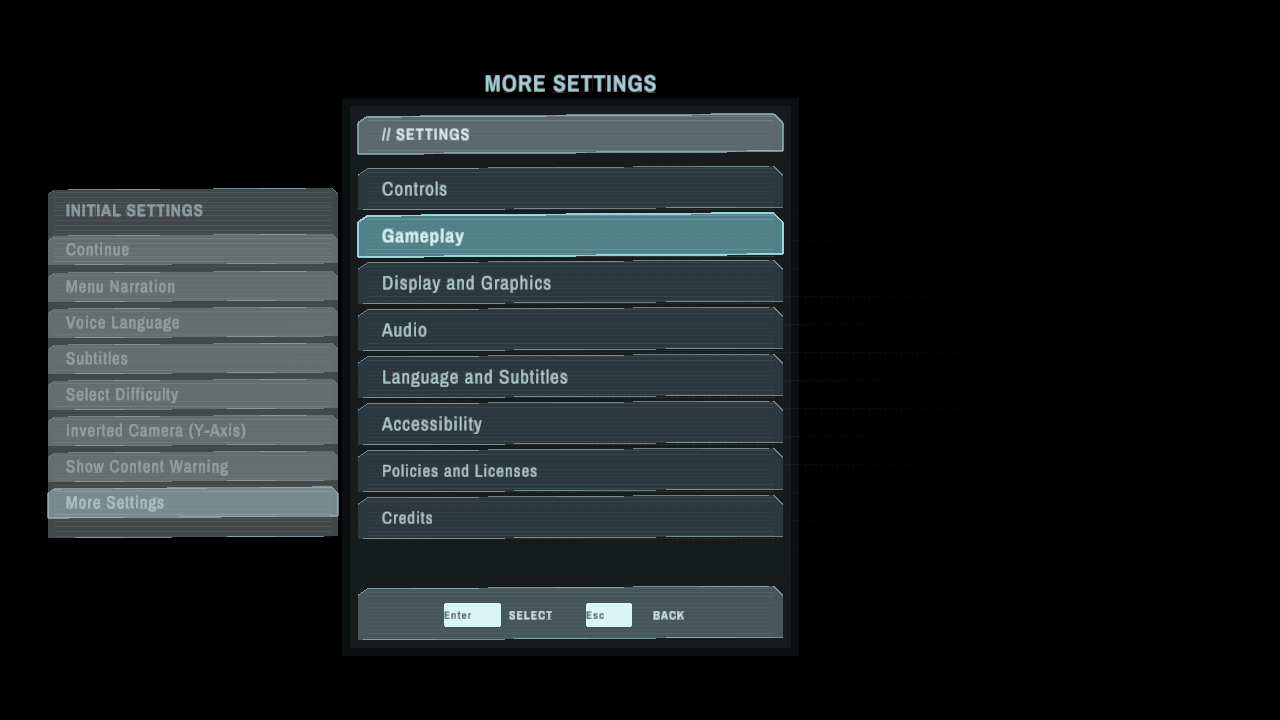 MORE SETTINGS
// SETTINGS
Controls
Gameplay
Display and Graphics
Audio
Language and Subtitles
Accessibility
Policies and Licenses
Credits
Enter SELECT Esc BACK
INITIAL SETTINGS
Continue
Menu Narration
Voice Language
Subtitles
Select Difficulty
Inverted Camera (Y-Axis)
Show Content Warning
More Settings